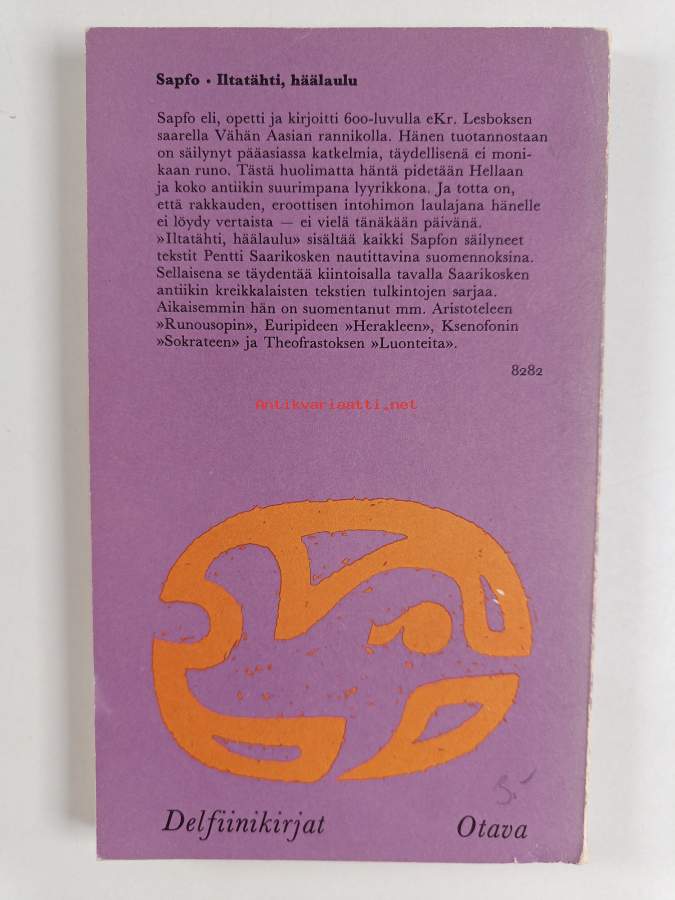 Sapfo • Iltatähti, häälaulu
Sapfo eli, opetti ja kirjoitti 600-luvulla eKr. Lesboksen
saarella Vähän Aasian rannikolla. Hänen tuotannostaan
on säilynyt pääasiassa katkelmia, täydellisenä ei moni-
kaan runo. Tästä huolimatta häntä pidetään Hellaan
ja koko antiikin suurimpana lyyrikkona. Ja totta on,
että rakkauden, eroottisen intohimon laulajana hänelle
ei löydy vertaista — ei vielä tänäkään päivänä.
»Iltatähti, häälaulu» sisältää kaikki Sapfon säilyneet
tekstit Pentti Saarikosken nautittavina suomennoksina.
Sellaisena se täydentää kiintoisalla tavalla Saarikosken
antiikin kreikkalaisten tekstien tulkintojen sarjaa.
Aikaisemmin hän on suomentanut mm. Aristoteleen
»Runousopin», Euripideen »Herakleen», Ksenofonin
»Sokrateen» ja Theofrastoksen »Luonteita».
8282
Antikvariaatti.net
Delfiinikirjat Otava